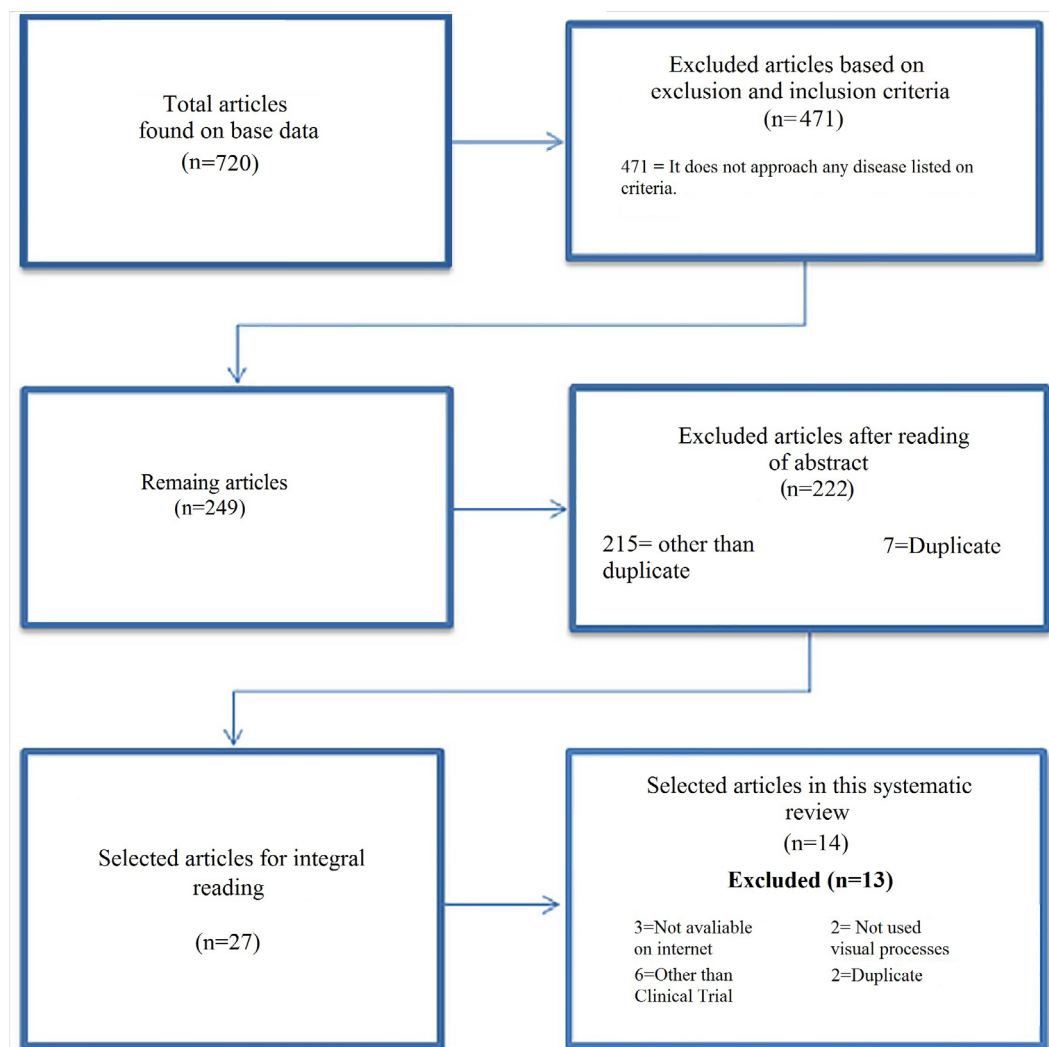 Total articles
found on base data
(n=720)
Excluded articles based on
exclusion and inclusion criteria
(n=471)
471 = It does not approach any disease listed on
criteria.
Remaing articles
(n=249)
Excluded articles after reading
of abstract
(n=222)
215= other than
duplicate
7=Duplicate
Selected articles for integral
reading
(n=27)
Selected articles in this systematic
review
(n=14)
Excluded (n=13)
3=Not avaliable
on internet
2= Not used
visual processes
6=Other than
Clinical Trial
2=Duplicate